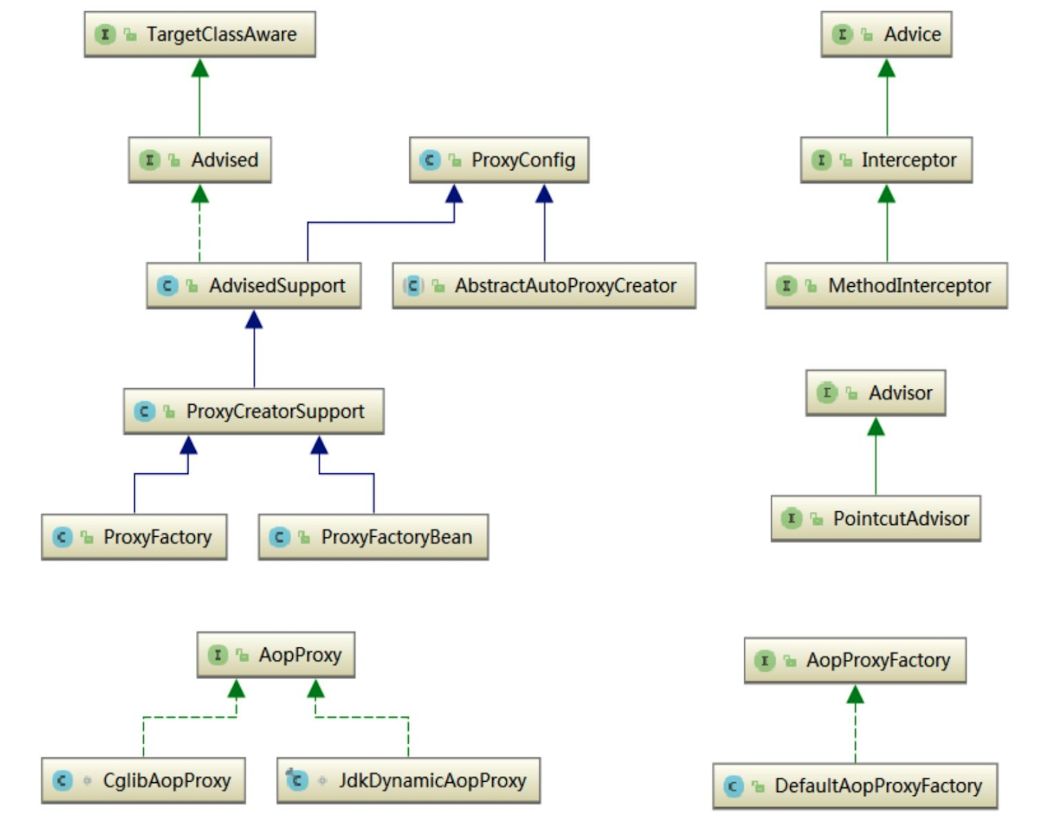 I TargetClassAware
I Advice
I Advised
C ProxyConfig
I Interceptor
C AdvisedSupport
C AbstractAutoProxyCreator
I MethodInterceptor
C ProxyCreatorSupport
I Advisor
C ProxyFactory
C ProxyFactoryBean
I PointcutAdvisor
I AopProxy
I AopProxyFactory
C CglibAopProxy
C JdkDynamicAopProxy
C DefaultAopProxyFactory